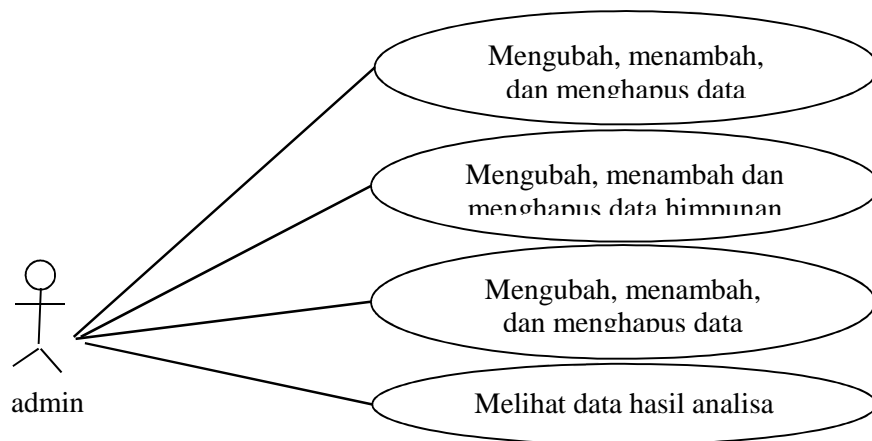 Mengubah, menambah,
dan menghapus data
Mengubah, menambah dan
menghapus data himpunan
Mengubah, menambah,
dan menghapus data
Melihat data hasil analisa
admin